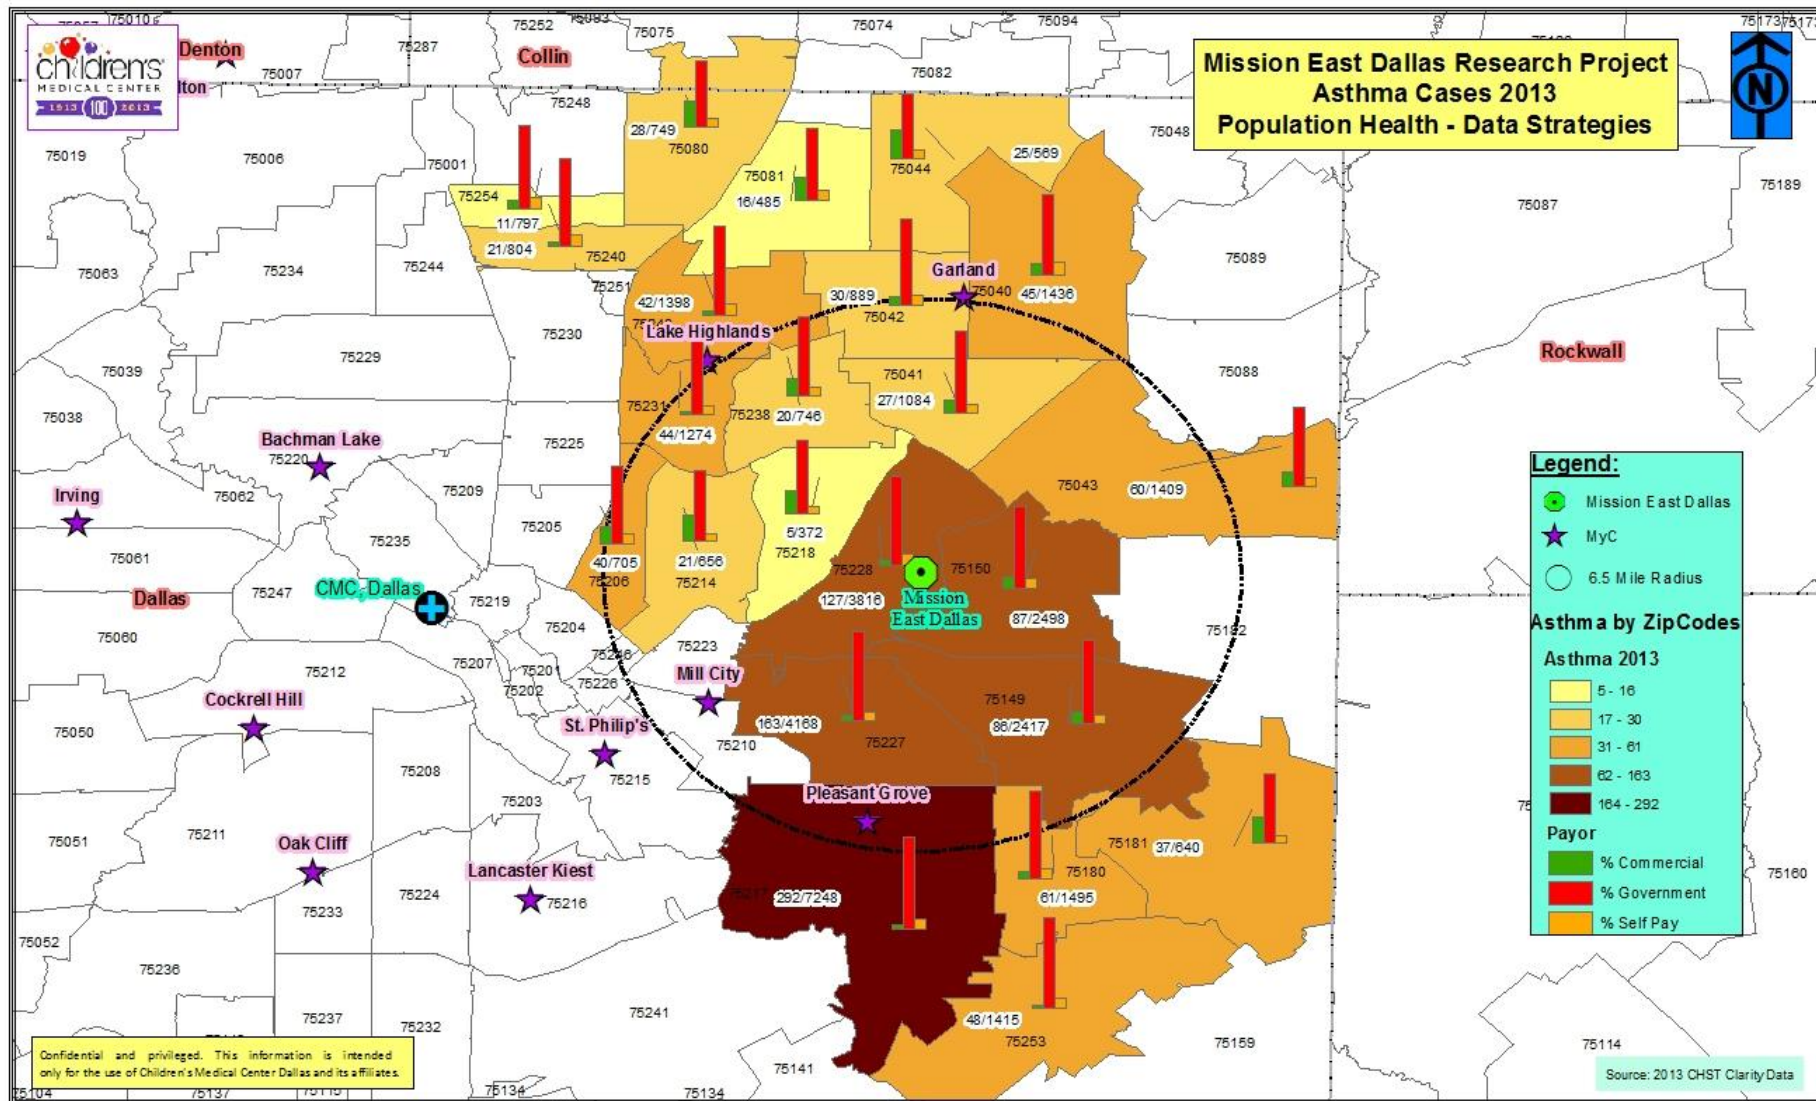 75010
75252
75093
75074
75094
75173
75287
75075
Denton
Collin
75007
75082
children's
MEDICAL CENTER
1913 100 2013
lton
Mission East Dallas Research Project
Asthma Cases 2013
Population Health - Data Strategies
N
75248
28/749
75080
75048
75019
75006
75001
75044
25/569
75081
16/485
75189
75254
11/797
21/804
75240
75087
75063
75234
75244
75251
75089
Garland
75040
45/1436
42/1398
30/889
75042
Lake Highlands
75230
75229
Rockwall
75039
75088
75041
27/1084
75038
75231
75238
20/746
44/1274
Bachman Lake
75220
75225
Legend:
Mission East Dallas
MyC
6.5 Mile Radius
Asthma by ZipCodes
Asthma 2013
5 - 16
17 - 30
31 - 61
62 - 163
164 - 292
Payor
% Commercial
% Government
% Self Pay
Irving
75062
75209
75043
60/1409
75205
75235
5/372
75218
75061
40/705
75206
21/656
75214
75228
75150
127/3816
Mission
East Dallas
87/2498
75247
CMC, Dallas
Dallas
75219
75060
75204
75223
75246
75212
75207
75201
75202
75226
Mill City
Cockrell Hill
75149
86/2417
163/4168
75227
75050
St. Philip's
75210
75208
75215
75203
Pleasant Grove
75051
75211
Oak Cliff
75181
37/640
75180
Lancaster Kiest
75216
75224
292/7248
61/1495
75160
75233
75052
75236
75237
75232
75241
48/1415
75253
75159
75114
75141
Confidential and privileged. This information is intended
only for the use of Children's Medical Center Dallas and its affiliates.
Source: 2013 CHST Clarity Data
75137
75134
75134